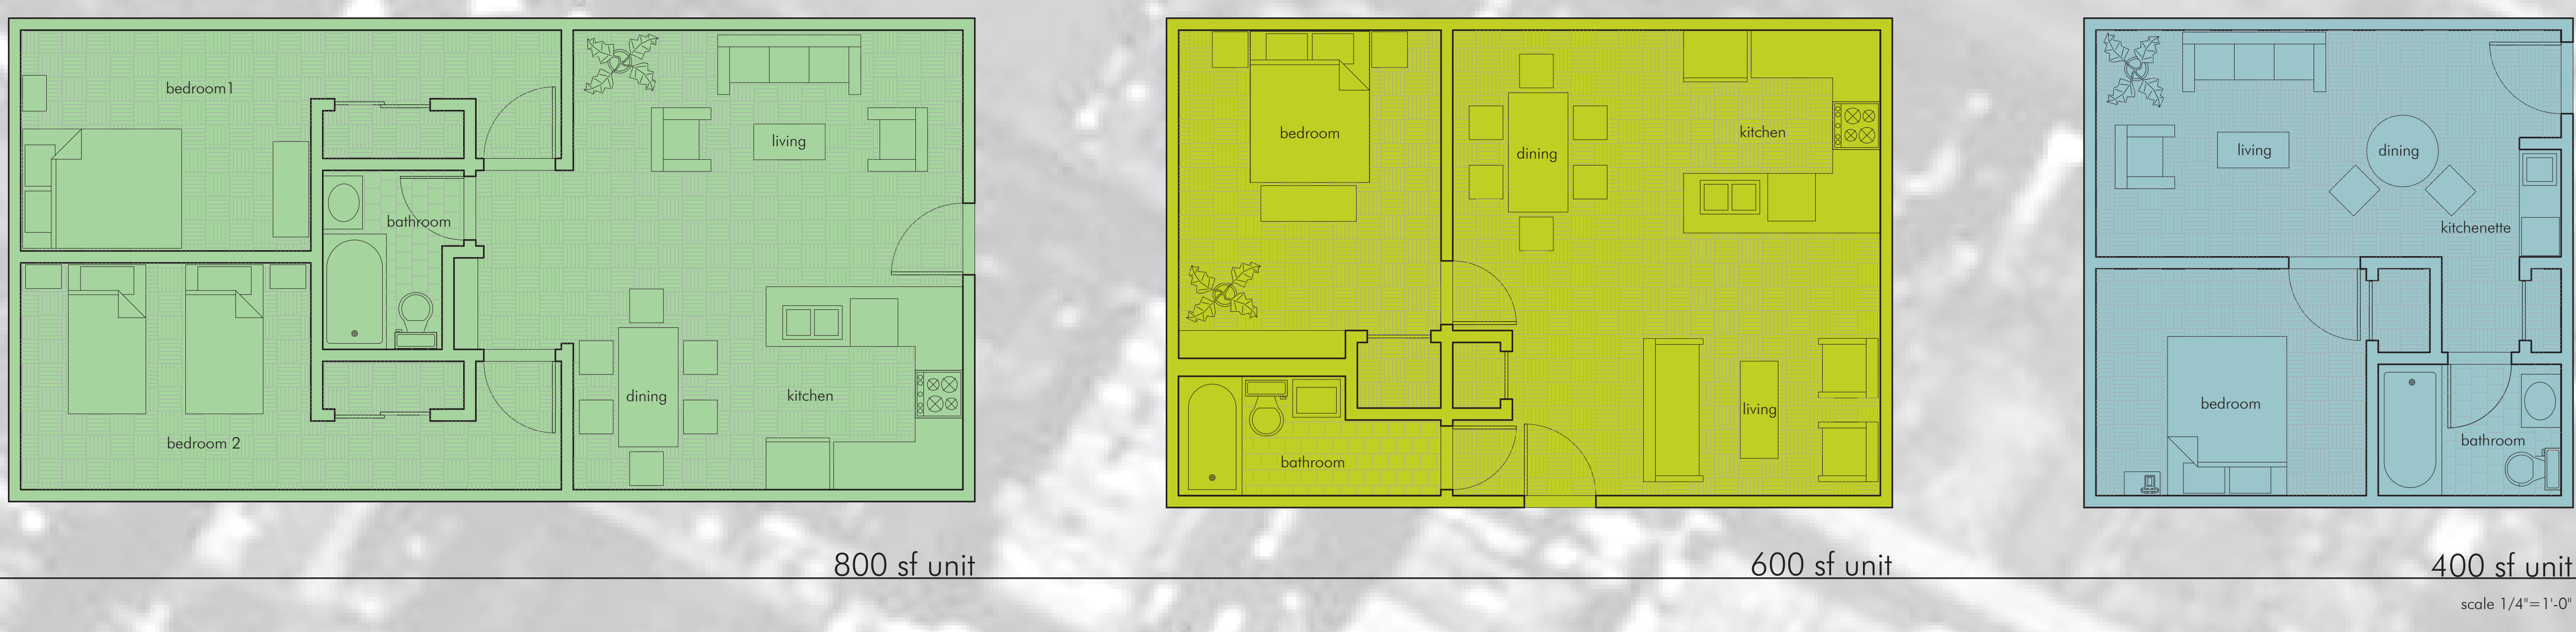 bedroom1
living
bathroom
dining
kitchen
bedroom 2
800 sf unit
bedroom
dining
kitchen
living
bathroom
600 sf unit
living
dining
kitchenette
bedroom
bathroom
400 sf unit
scale 1/4"=1'-0"